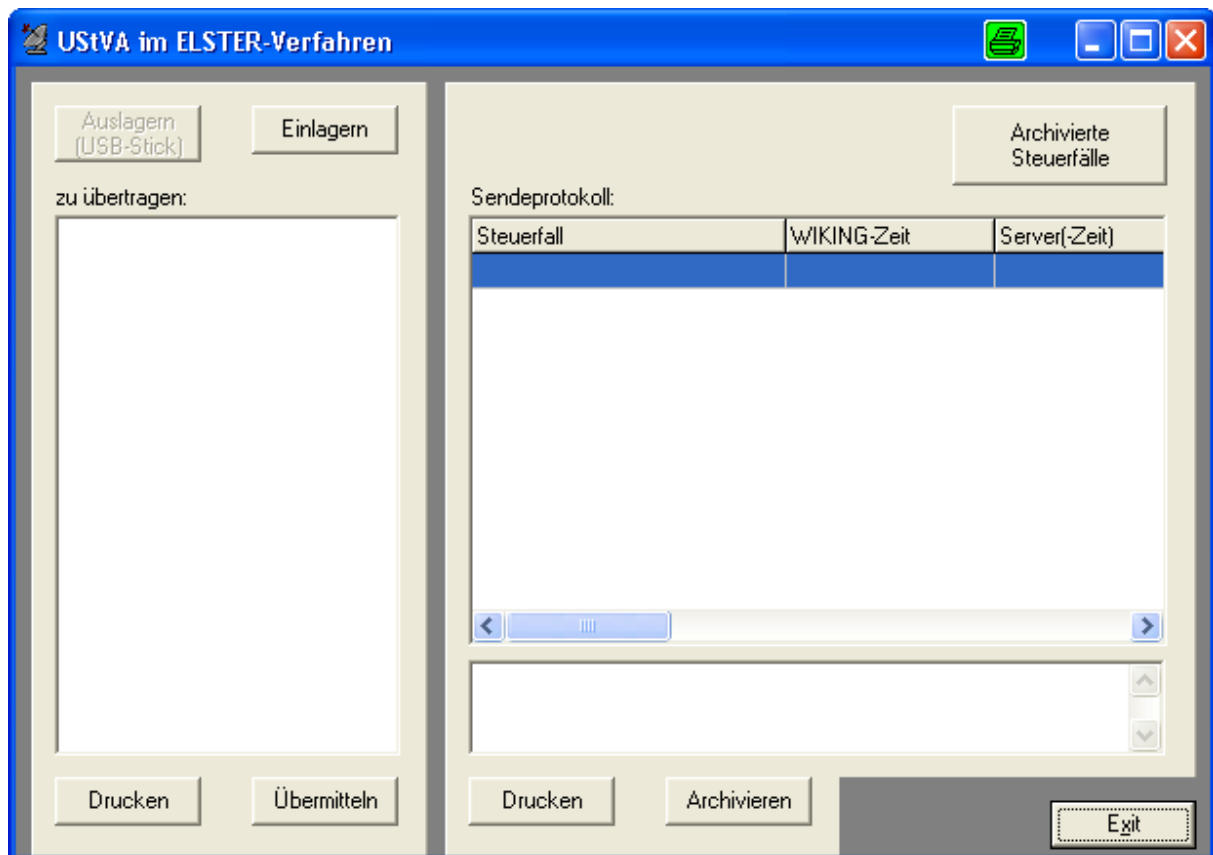 UStVA im ELSTER-Verfahren
Auslagern
(USB-Stick)
Einlagern
zu übertragen:
Drucken
Übermitteln
Archivierte
Steuerfälle
Sendeprotokoll:
Steuerfall
WIKING-Zeit
Server(-Zeit)
Drucken
Archivieren
Exit